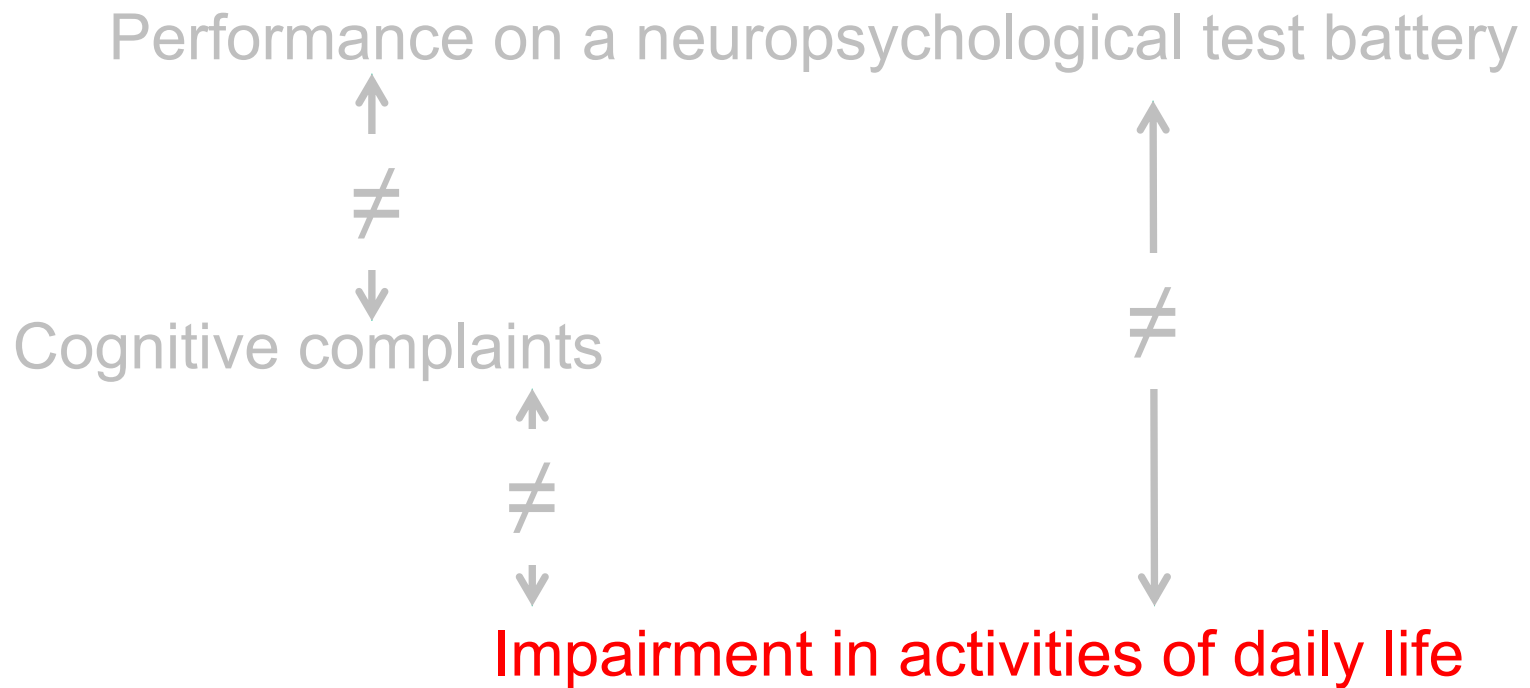 Performance on a neuropsychological test battery
≠
Cognitive complaints
≠
≠
Impairment in activities of daily life